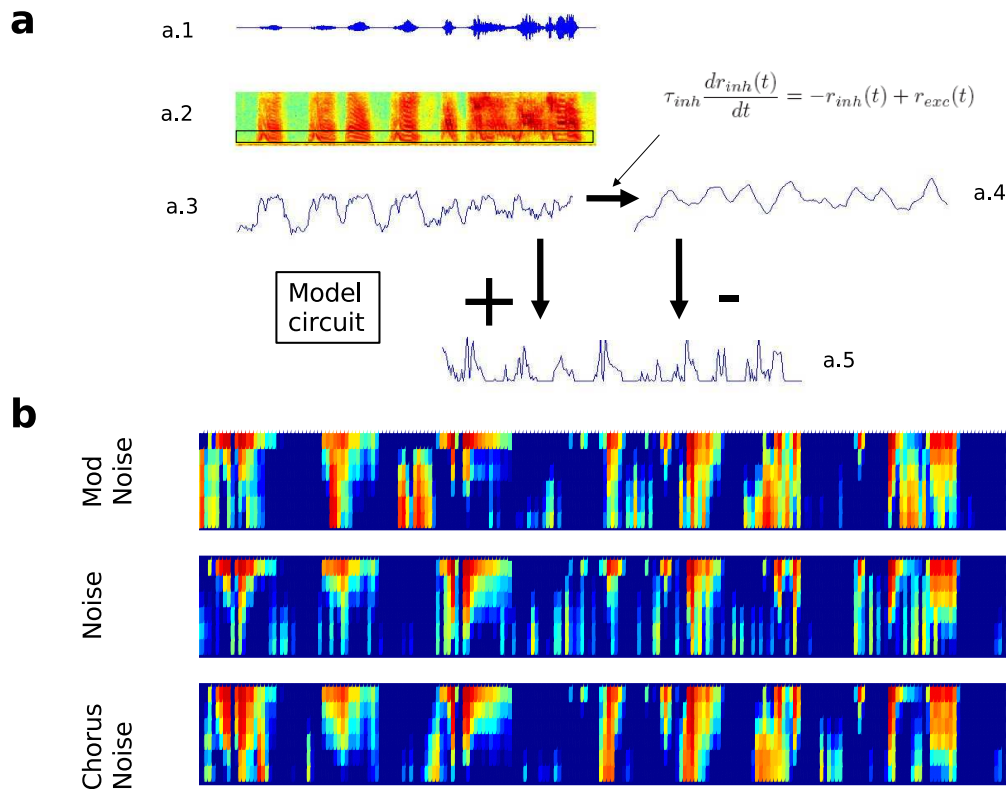 a
a.1
a.2
τ_inh dr_inh(t)/dt = −r_inh(t) + r_exc(t)
a.3
a.4
Model
circuit
+
-
a.5
b
Mod
Noise
Noise
Chorus
Noise